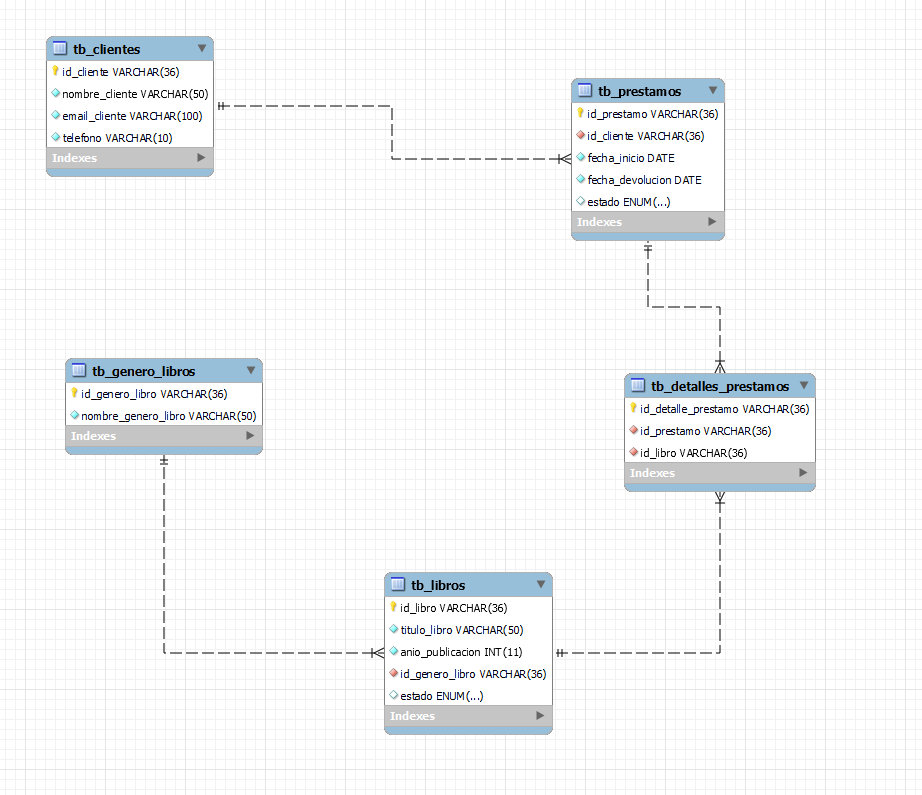 tb_clientes
id_cliente VARCHAR(36)
nombre_cliente VARCHAR(50)
email_cliente VARCHAR(100)
telefono VARCHAR(10)
Indexes
tb_prestamos
id_prestamo VARCHAR(36)
id_cliente VARCHAR(36)
fecha_inicio DATE
fecha_devolucion DATE
estado ENUM(...)
Indexes
tb_genero_libros
id_genero_libro VARCHAR(36)
nombre_genero_libro VARCHAR(50)
Indexes
tb_detalles_prestamos
id_detalle_prestamo VARCHAR(36)
id_prestamo VARCHAR(36)
id_libro VARCHAR(36)
Indexes
tb_libros
id_libro VARCHAR(36)
titulo_libro VARCHAR(50)
anio_publicacion INT(11)
id_genero_libro VARCHAR(36)
estado ENUM(...)
Indexes